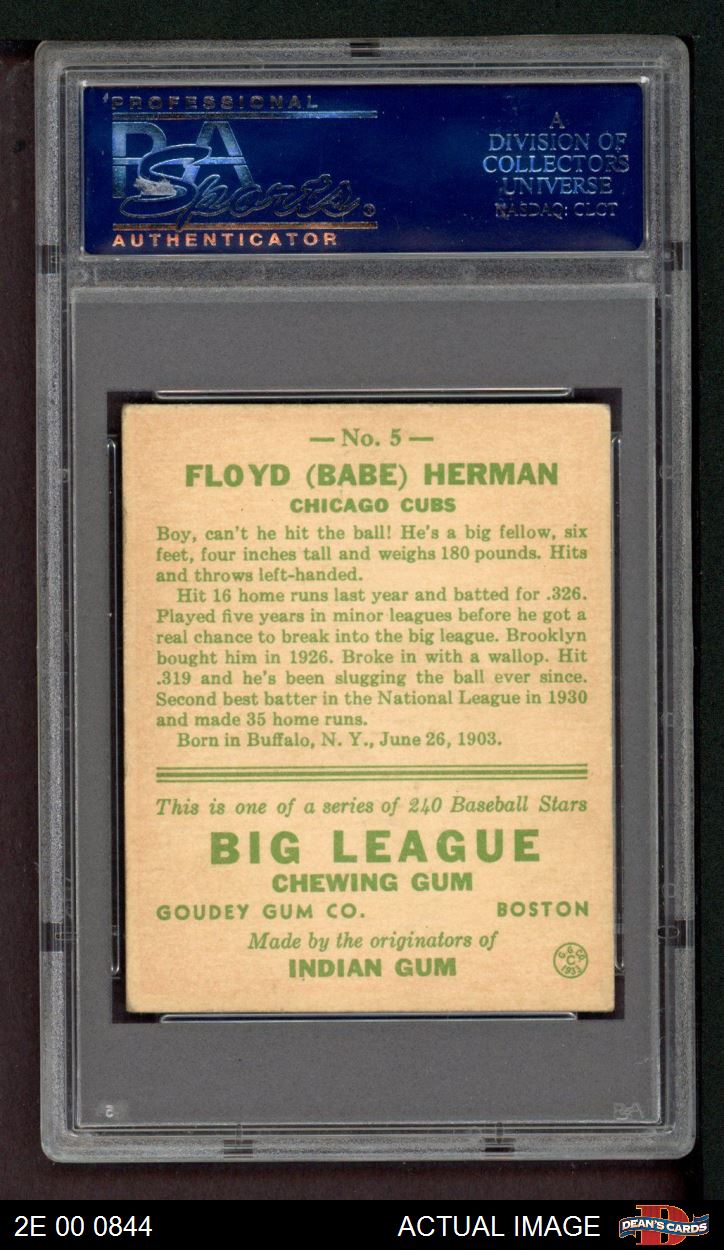 PROFESSIONAL
PSA
Sports ®
AUTHENTICATOR
A
DIVISION OF
COLLECTORS
UNIVERSE
NASDAQ: CLCT
— No. 5 —
FLOYD (BABE) HERMAN
CHICAGO CUBS
Boy, can't he hit the ball! He's a big fellow, six
feet, four inches tall and weighs 180 pounds. Hits
and throws left-handed.
Hit 16 home runs last year and batted for .326.
Played five years in minor leagues before he got a
real chance to break into the big league. Brooklyn
bought him in 1926. Broke in with a wallop. Hit
.319 and he's been slugging the ball ever since.
Second best batter in the National League in 1930
and made 35 home runs.
Born in Buffalo, N. Y., June 26, 1903.
This is one of a series of 240 Baseball Stars
BIG LEAGUE
CHEWING GUM
GOUDEY GUM CO. BOSTON
Made by the originators of
INDIAN GUM
G. G. CO.
C
1933
PSA
2E 00 0844 ACTUAL IMAGE D DEAN'S CARDS